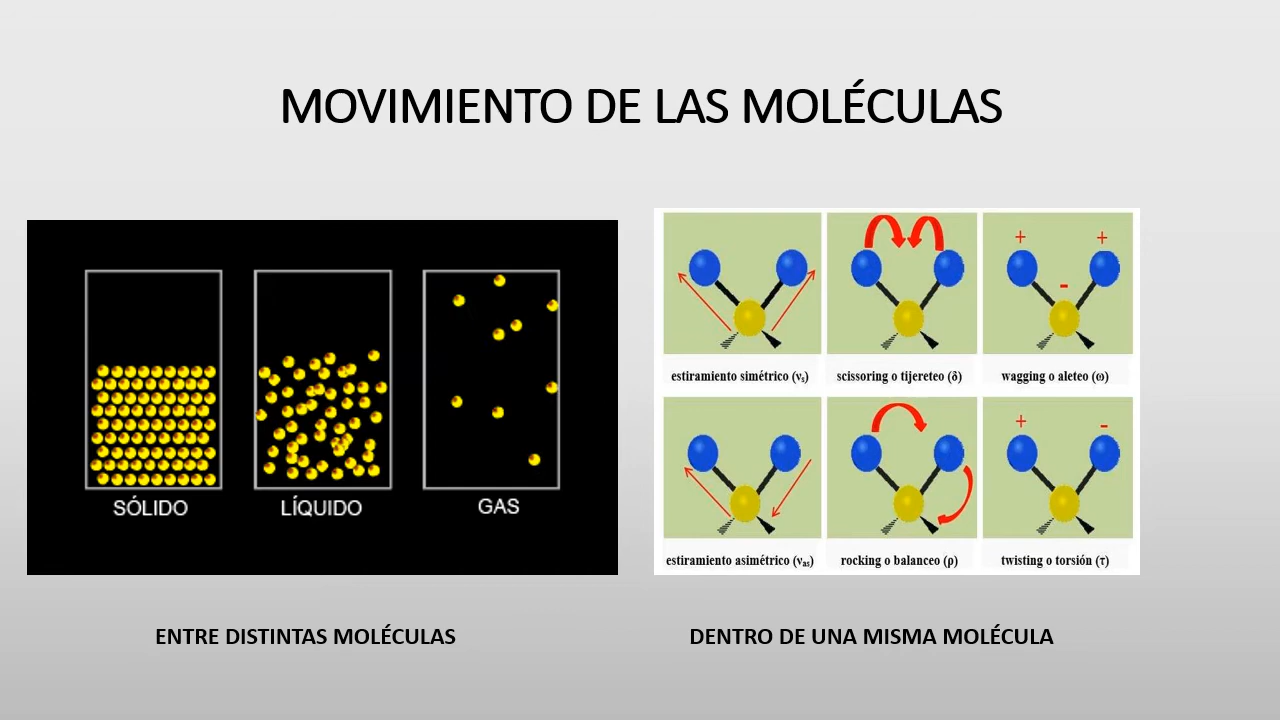 MOVIMIENTO DE LAS MOLÉCULAS
SÓLIDO
LÍQUIDO
GAS
+ +
-
estiramiento simétrico (νs)
scissoring o tijereteo (δ)
wagging o aleteo (ω)
+ -
estiramiento asimétrico (νas)
rocking o balanceo (ρ)
twisting o torsión (τ)
ENTRE DISTINTAS MOLÉCULAS
DENTRO DE UNA MISMA MOLÉCULA